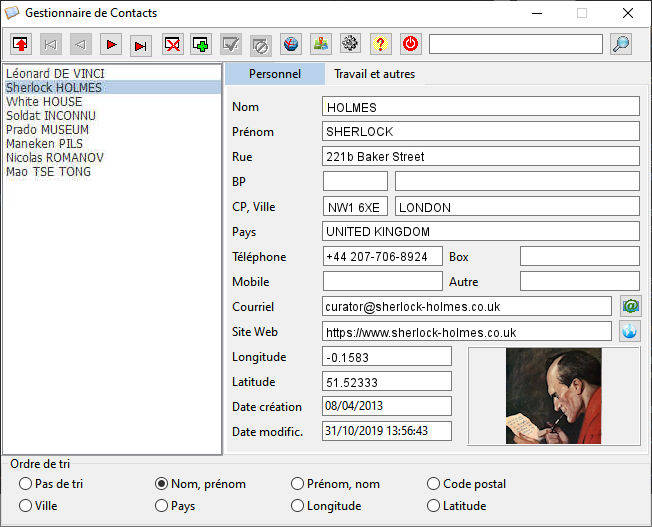 Gestionnaire de Contacts
?
Léonard DE VINCI
Sherlock HOLMES
White HOUSE
Soldat INCONNU
Prado MUSEUM
Maneken PILS
Nicolas ROMANOV
Mao TSE TONG
Personnel Travail et autres
Nom HOLMES
Prénom SHERLOCK
Rue 221b Baker Street
BP
CP, Ville NW1 6XE LONDON
Pays UNITED KINGDOM
Téléphone +44 207-706-8924 Box
Mobile Autre
Courriel curator@sherlock-holmes.co.uk @
Site Web https://www.sherlock-holmes.co.uk
Longitude -0.1583
Latitude 51.52333
Date création 08/04/2013
Date modific. 31/10/2019 13:56:43
Ordre de tri
Pas de tri Nom, prénom Prénom, nom Code postal
Ville Pays Longitude Latitude